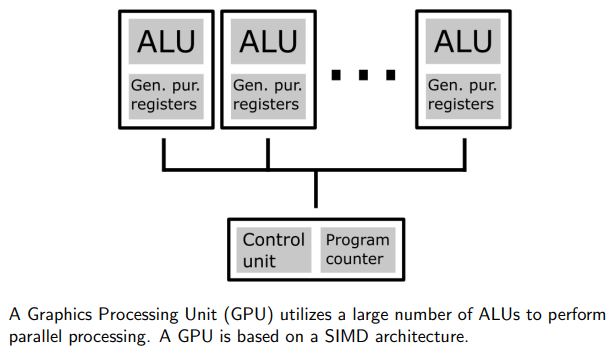 ALU ALU ALU
Gen. pur. Gen. pur. Gen. pur.
registers registers registers
Control Program
unit counter
A Graphics Processing Unit (GPU) utilizes a large number of ALUs to perform
parallel processing. A GPU is based on a SIMD architecture.